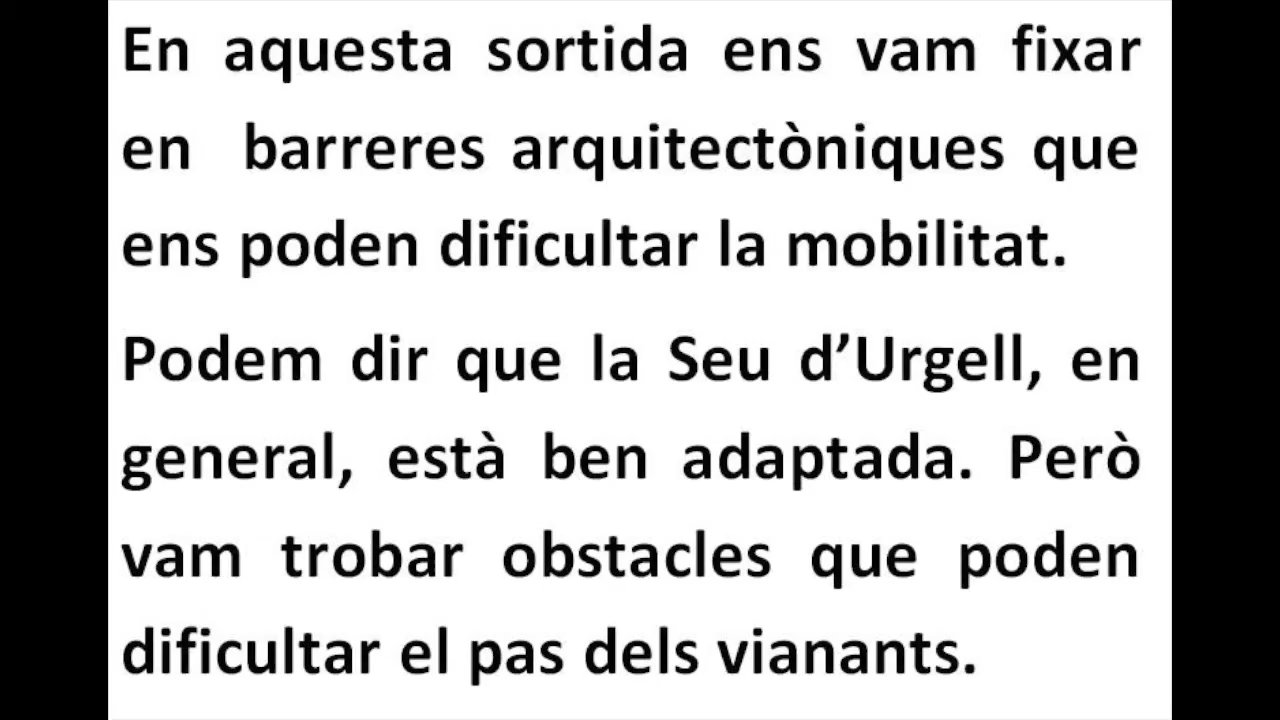 En aquesta sortida ens vam fixar
en barreres arquitectòniques que
ens poden dificultar la mobilitat.
Podem dir que la Seu d’Urgell, en
general, està ben adaptada. Però
vam trobar obstacles que poden
dificultar el pas dels vianants.